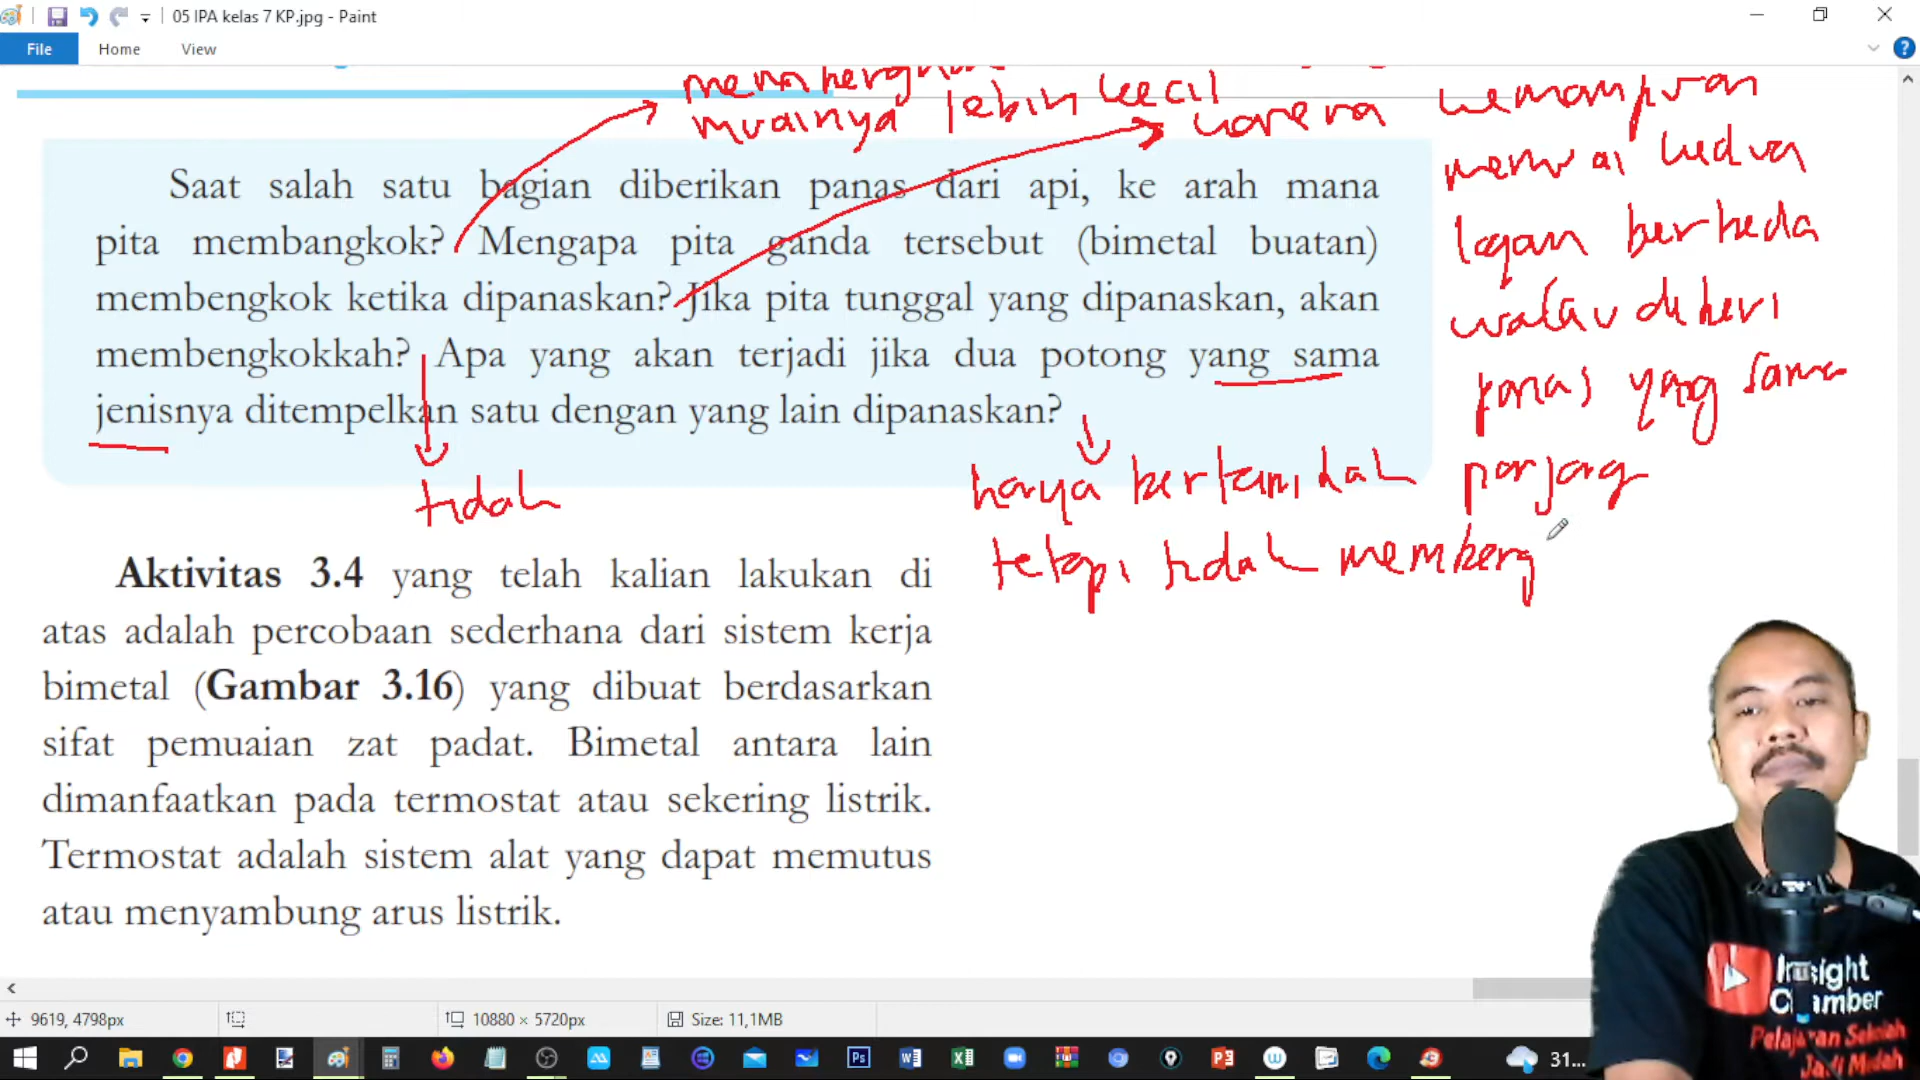 05 IPA kelas 7 KP.jpg - Paint
File Home View
muainya lebih kecil
karena kemampuan
memuai kedua
logam berbeda
walau diberi
panas yang sama
Saat salah satu bagian diberikan panas dari api, ke arah mana
pita membangkok? Mengapa pita ganda tersebut (bimetal buatan)
membengkok ketika dipanaskan? Jika pita tunggal yang dipanaskan, akan
membengkokkah? Apa yang akan terjadi jika dua potong yang sama
jenisnya ditempelkan satu dengan yang lain dipanaskan?
tidak
hanya bertambah panjang
tetapi tidak membeng
Aktivitas 3.4 yang telah kalian lakukan di
atas adalah percobaan sederhana dari sistem kerja
bimetal (Gambar 3.16) yang dibuat berdasarkan
sifat pemuaian zat padat. Bimetal antara lain
dimanfaatkan pada termostat atau sekering listrik.
Termostat adalah sistem alat yang dapat memutus
atau menyambung arus listrik.
Insight
Chamber
Pelajaran Sekolah
Jadi Mudah
9619, 4798px 10880 × 5720px Size: 11,1MB
31...